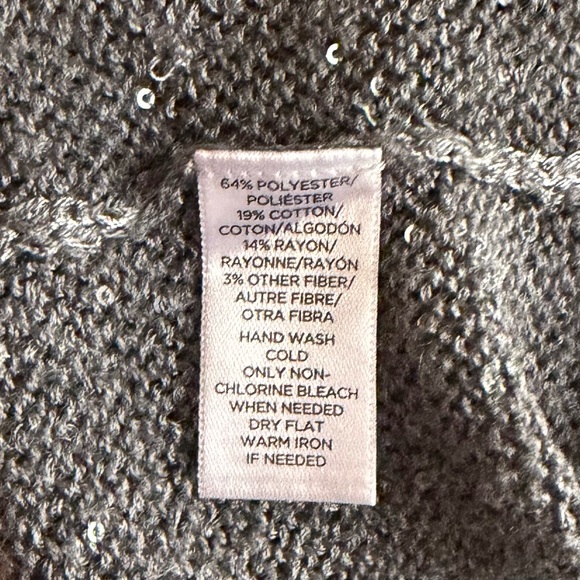 64% POLYESTER/
POLIÉSTER
19% COTTON/
COTON/ALGODÓN
14% RAYON/
RAYONNE/RAYÓN
3% OTHER FIBER/
AUTRE FIBRE/
OTRA FIBRA
HAND WASH
COLD
ONLY NON-
CHLORINE BLEACH
WHEN NEEDED
DRY FLAT
WARM IRON
IF NEEDED